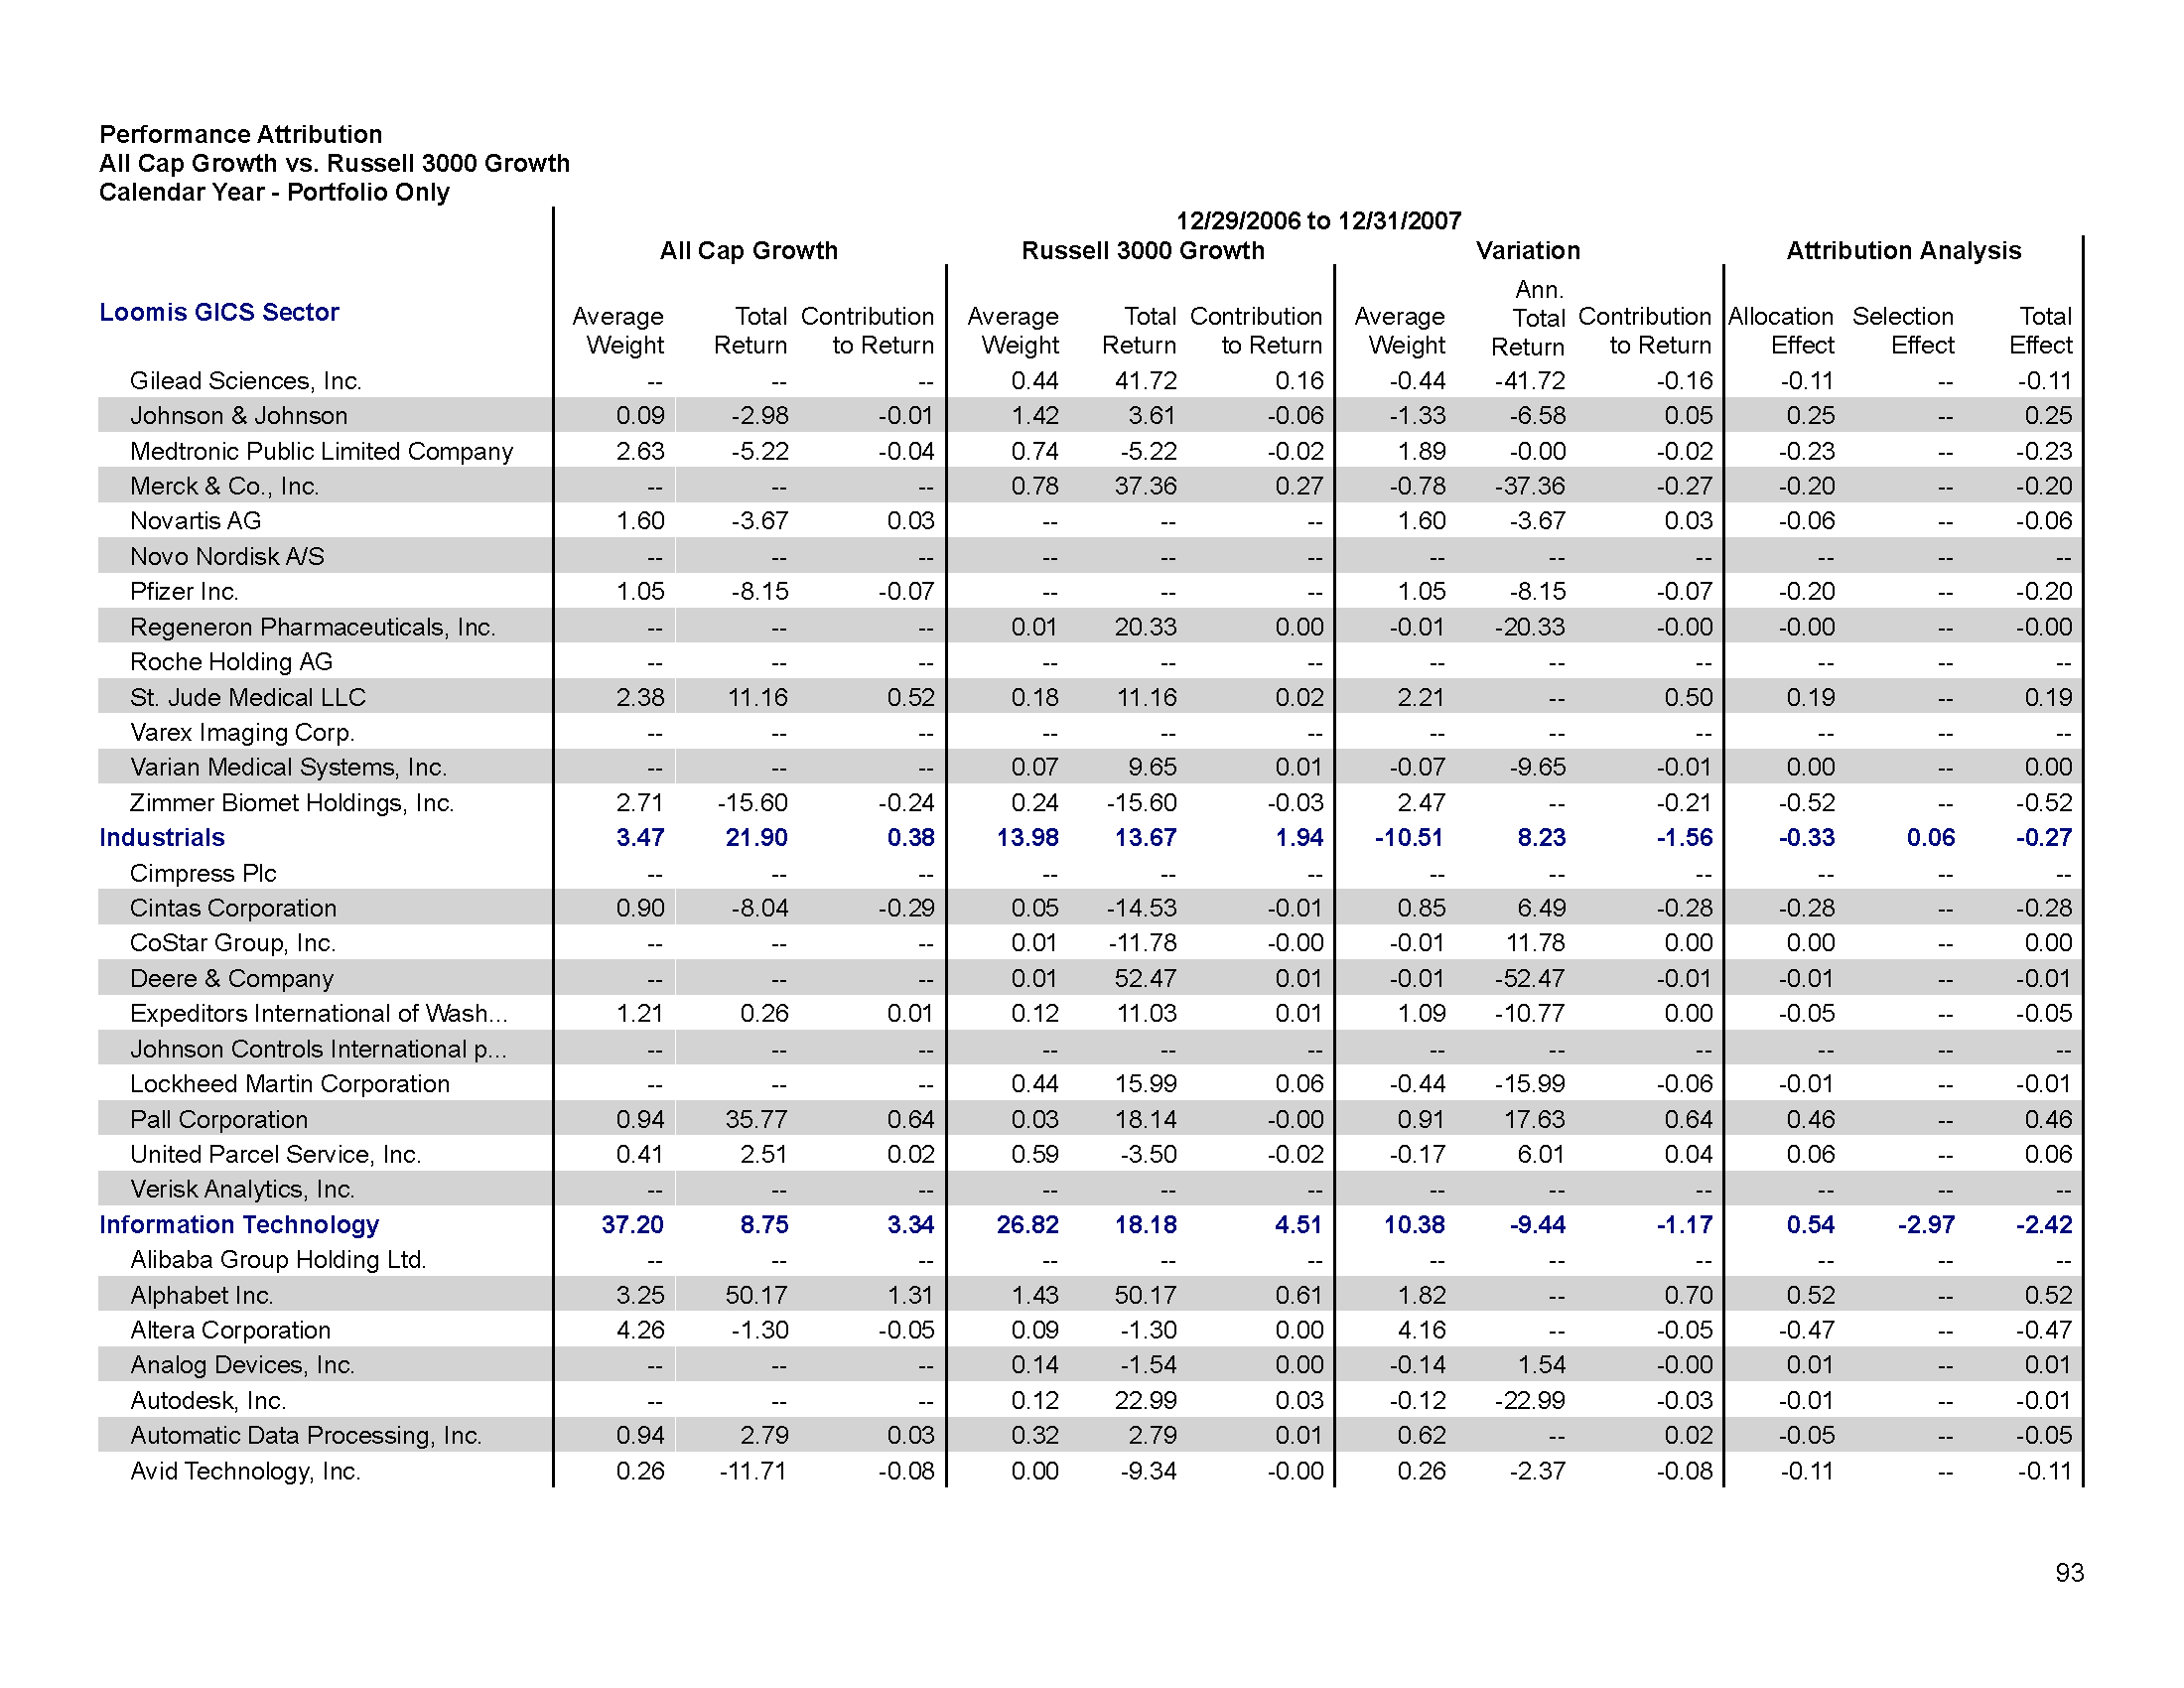 Performance Attribution
All Cap Growth vs. Russell 3000 Growth
Calendar Year - Portfolio Only
12/29/2006 to 12/31/2007
All Cap Growth Russell 3000 Growth Variation Attribution Analysis
Loomis GICS Sector Average Weight Total Return Contribution to Return Average Weight Total Return Contribution to Return Average Weight Ann. Total Return Contribution to Return Allocation Effect Selection Effect Total Effect
Gilead Sciences, Inc. -- -- -- 0.44 41.72 0.16 -0.44 -41.72 -0.16 -0.11 -- -0.11
Johnson & Johnson 0.09 -2.98 -0.01 1.42 3.61 -0.06 -1.33 -6.58 0.05 0.25 -- 0.25
Medtronic Public Limited Company 2.63 -5.22 -0.04 0.74 -5.22 -0.02 1.89 -0.00 -0.02 -0.23 -- -0.23
Merck & Co., Inc. -- -- -- 0.78 37.36 0.27 -0.78 -37.36 -0.27 -0.20 -- -0.20
Novartis AG 1.60 -3.67 0.03 -- -- -- 1.60 -3.67 0.03 -0.06 -- -0.06
Novo Nordisk A/S -- -- -- -- -- -- -- -- -- -- -- --
Pfizer Inc. 1.05 -8.15 -0.07 -- -- -- 1.05 -8.15 -0.07 -0.20 -- -0.20
Regeneron Pharmaceuticals, Inc. -- -- -- 0.01 20.33 0.00 -0.01 -20.33 -0.00 -0.00 -- -0.00
Roche Holding AG -- -- -- -- -- -- -- -- -- -- -- --
St. Jude Medical LLC 2.38 11.16 0.52 0.18 11.16 0.02 2.21 -- 0.50 0.19 -- 0.19
Varex Imaging Corp. -- -- -- -- -- -- -- -- -- -- -- --
Varian Medical Systems, Inc. -- -- -- 0.07 9.65 0.01 -0.07 -9.65 -0.01 0.00 -- 0.00
Zimmer Biomet Holdings, Inc. 2.71 -15.60 -0.24 0.24 -15.60 -0.03 2.47 -- -0.21 -0.52 -- -0.52
Industrials 3.47 21.90 0.38 13.98 13.67 1.94 -10.51 8.23 -1.56 -0.33 0.06 -0.27
Cimpress Plc -- -- -- -- -- -- -- -- -- -- -- --
Cintas Corporation 0.90 -8.04 -0.29 0.05 -14.53 -0.01 0.85 6.49 -0.28 -0.28 -- -0.28
CoStar Group, Inc. -- -- -- 0.01 -11.78 -0.00 -0.01 11.78 0.00 0.00 -- 0.00
Deere & Company -- -- -- 0.01 52.47 0.01 -0.01 -52.47 -0.01 -0.01 -- -0.01
Expeditors International of Wash... 1.21 0.26 0.01 0.12 11.03 0.01 1.09 -10.77 0.00 -0.05 -- -0.05
Johnson Controls International p... -- -- -- -- -- -- -- -- -- -- -- --
Lockheed Martin Corporation -- -- -- 0.44 15.99 0.06 -0.44 -15.99 -0.06 -0.01 -- -0.01
Pall Corporation 0.94 35.77 0.64 0.03 18.14 -0.00 0.91 17.63 0.64 0.46 -- 0.46
United Parcel Service, Inc. 0.41 2.51 0.02 0.59 -3.50 -0.02 -0.17 6.01 0.04 0.06 -- 0.06
Verisk Analytics, Inc. -- -- -- -- -- -- -- -- -- -- -- --
Information Technology 37.20 8.75 3.34 26.82 18.18 4.51 10.38 -9.44 -1.17 0.54 -2.97 -2.42
Alibaba Group Holding Ltd. -- -- -- -- -- -- -- -- -- -- -- --
Alphabet Inc. 3.25 50.17 1.31 1.43 50.17 0.61 1.82 -- 0.70 0.52 -- 0.52
Altera Corporation 4.26 -1.30 -0.05 0.09 -1.30 0.00 4.16 -- -0.05 -0.47 -- -0.47
Analog Devices, Inc. -- -- -- 0.14 -1.54 0.00 -0.14 1.54 -0.00 0.01 -- 0.01
Autodesk, Inc. -- -- -- 0.12 22.99 0.03 -0.12 -22.99 -0.03 -0.01 -- -0.01
Automatic Data Processing, Inc. 0.94 2.79 0.03 0.32 2.79 0.01 0.62 -- 0.02 -0.05 -- -0.05
Avid Technology, Inc. 0.26 -11.71 -0.08 0.00 -9.34 -0.00 0.26 -2.37 -0.08 -0.11 -- -0.11
93